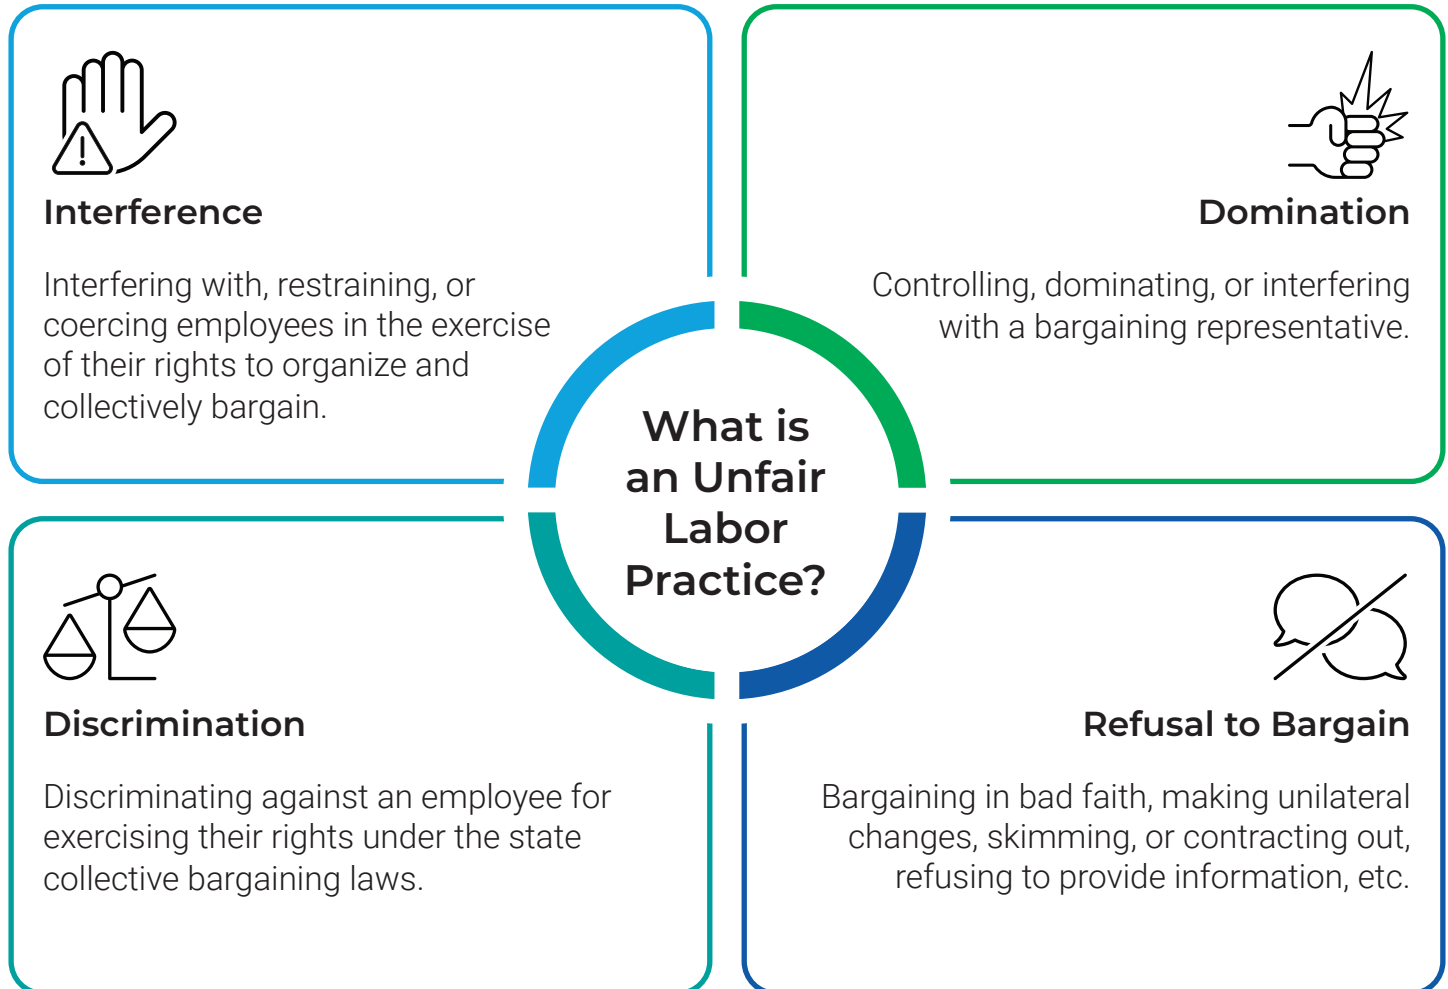 Interference
Interfering with, restraining, or
coercing employees in the exercise
of their rights to organize and
collectively bargain.
Domination
Controlling, dominating, or interfering
with a bargaining representative.
What is
an Unfair
Labor
Practice?
Discrimination
Discriminating against an employee for
exercising their rights under the state
collective bargaining laws.
Refusal to Bargain
Bargaining in bad faith, making unilateral
changes, skimming, or contracting out,
refusing to provide information, etc.